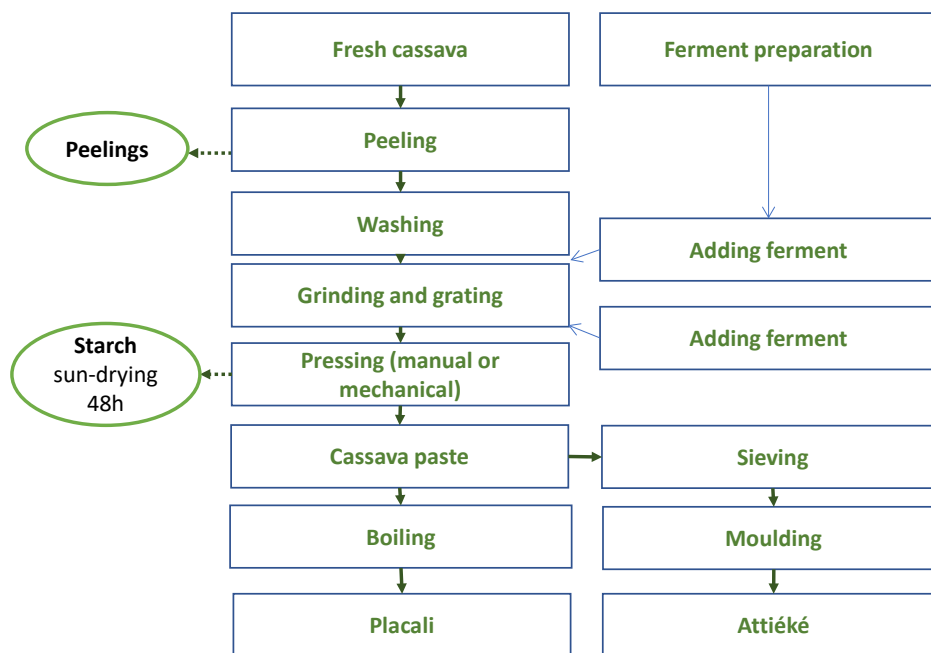 Fresh cassava
Ferment preparation
Peelings
Peeling
Washing
Adding ferment
Grinding and grating
Adding ferment
Starch
sun-drying
48h
Pressing (manual or
mechanical)
Cassava paste
Sieving
Boiling
Moulding
Placali
Attiéké